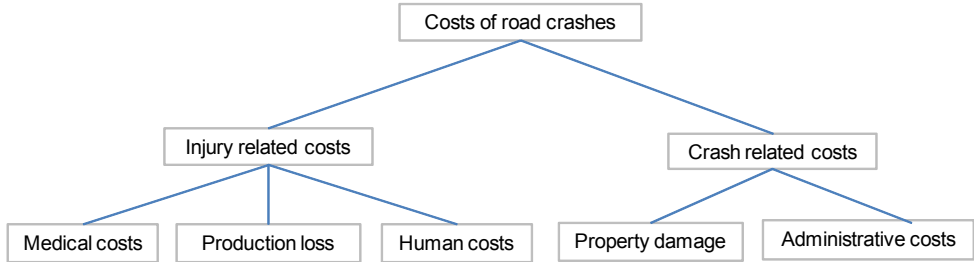 Costs of road crashes
Injury related costs
Crash related costs
Medical costs
Production loss
Human costs
Property damage
Administrative costs